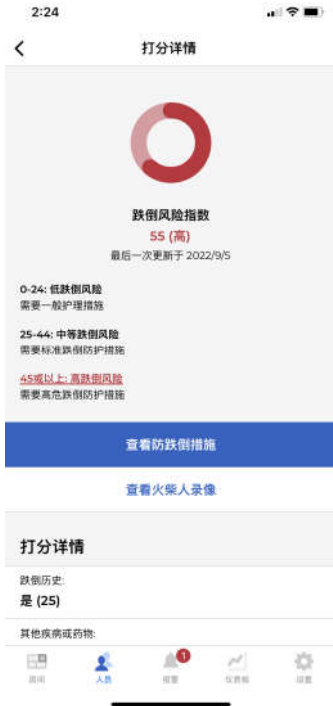 2:24
打分详情
跌倒风险指数
55 (高)
最后一次更新于 2022/9/5
0-24: 低跌倒风险
需要一般护理措施
25-44: 中等跌倒风险
需要标准跌倒防护措施
45或以上: 高跌倒风险
需要高危跌倒防护措施
查看防跌倒措施
查看火柴人录像
打分详情
跌倒历史:
是 (25)
其他疾病或药物:
1
房间 人员 报警 仪表板 设置